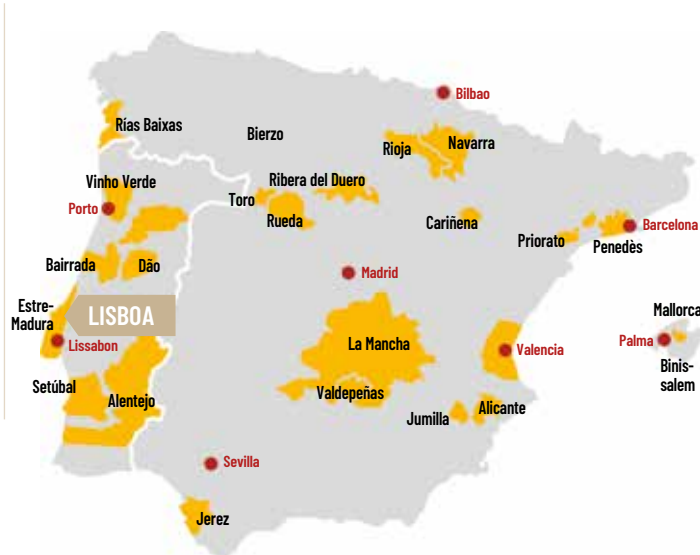 Bilbao
Rías Baixas
Bierzo
Rioja
Navarra
Vinho Verde
Ribera del Duero
Toro
Porto
Rueda
Cariñena
Barcelona
Priorato
Penedès
Bairrada
Dão
Madrid
Estre-
Madura
LISBOA
Mallorca
Lissabon
La Mancha
Valencia
Palma
Binis-
salem
Setúbal
Alentejo
Valdepeñas
Jumilla
Alicante
Sevilla
Jerez